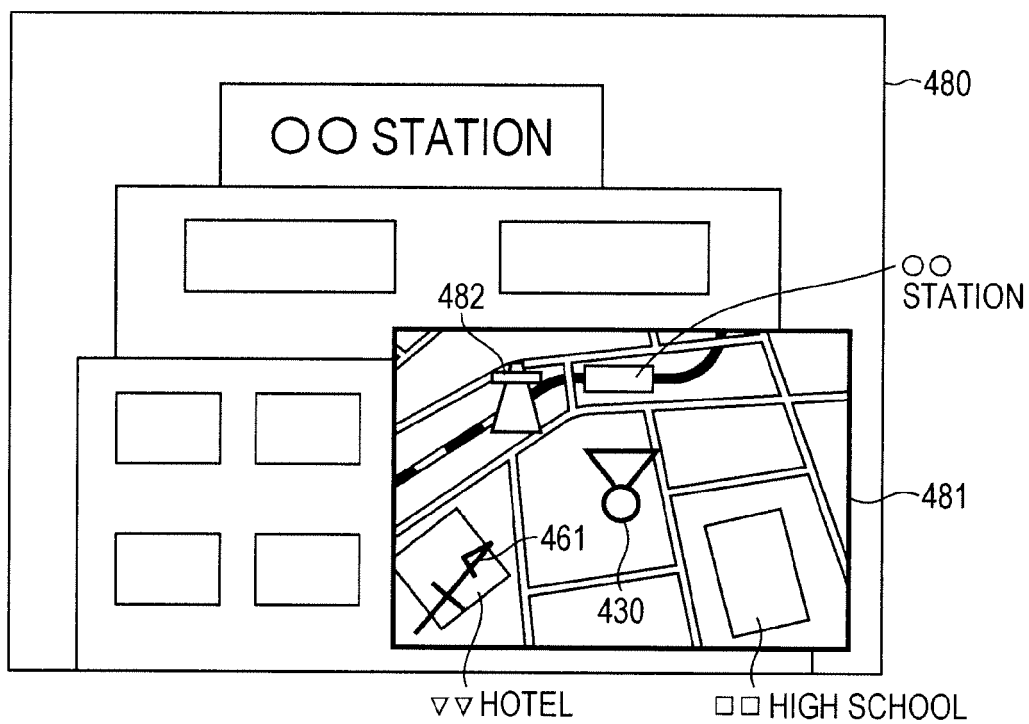 ○○ STATION
480
○○
STATION
482
481
461
430
▽▽ HOTEL
□□ HIGH SCHOOL